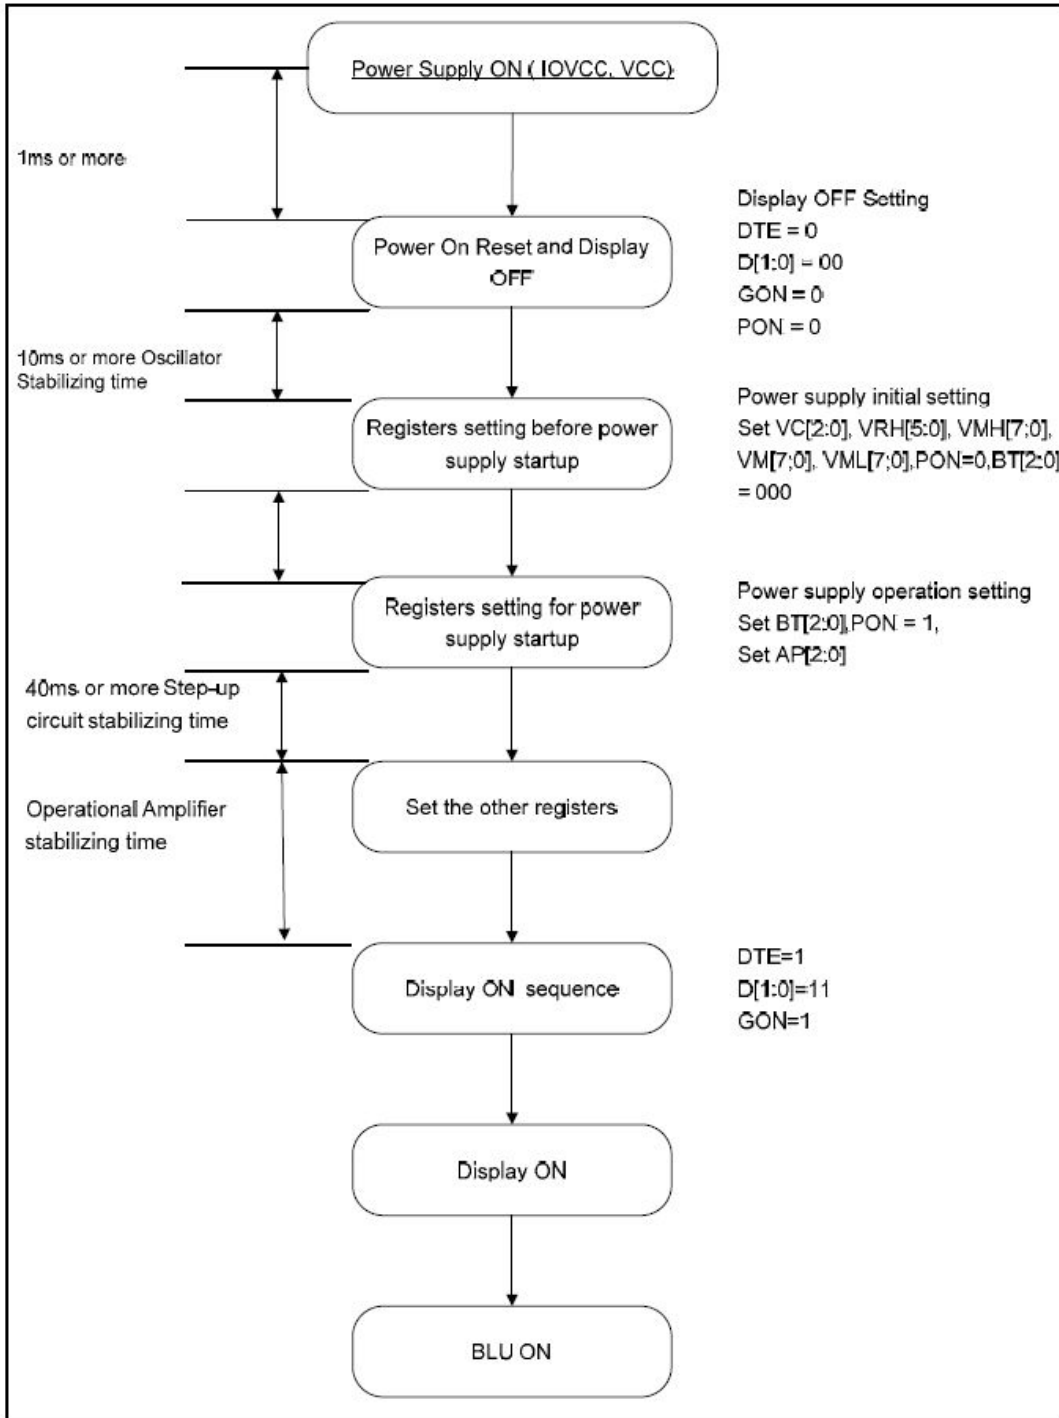 Power Supply ON ( IOVCC, VCC)
1ms or more
Power On Reset and Display
OFF
Display OFF Setting
DTE = 0
D[1:0] = 00
GON = 0
PON = 0
10ms or more Oscillator
Stabilizing time
Registers setting before power
supply startup
Power supply initial setting
Set VC[2:0], VRH[5:0], VMH[7;0],
VM[7;0], VML[7;0],PON=0,BT[2:0]
= 000
Registers setting for power
supply startup
Power supply operation setting
Set BT[2:0],PON = 1,
Set AP[2:0]
40ms or more Step-up
circuit stabilizing time
Operational Amplifier
stabilizing time
Set the other registers
Display ON sequence
DTE=1
D[1:0]=11
GON=1
Display ON
BLU ON